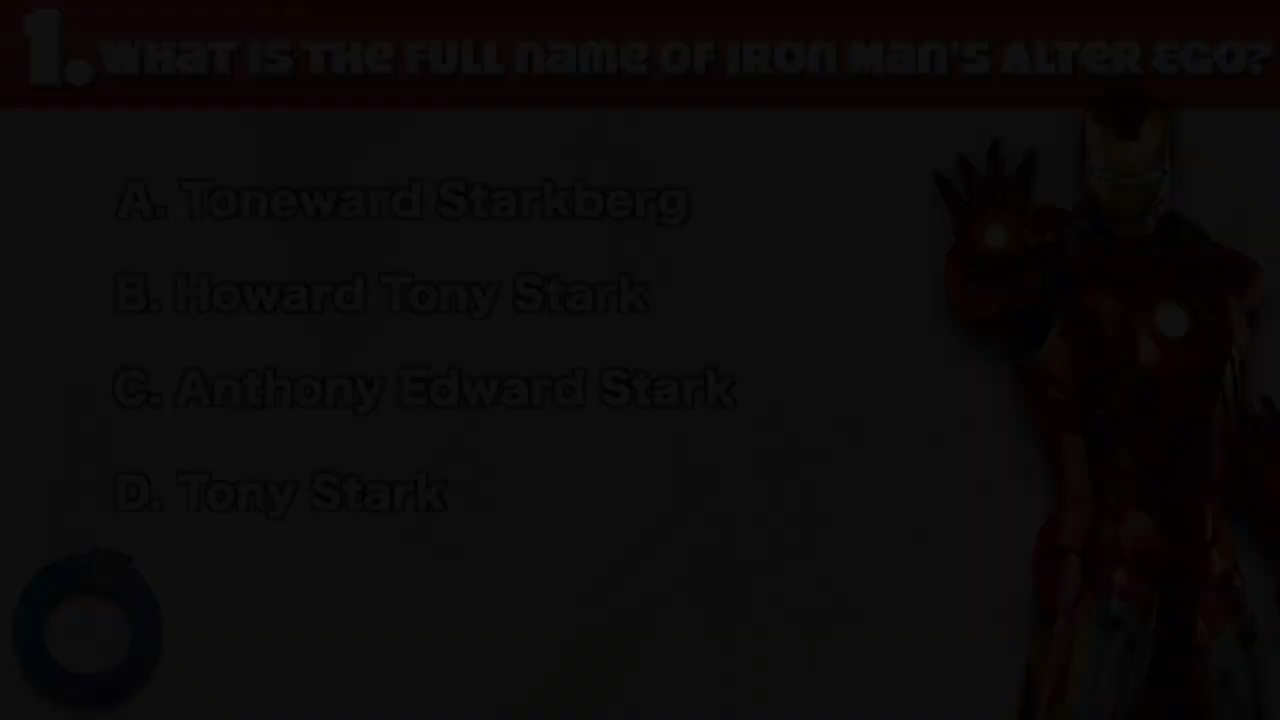 1. WHAT IS THE FULL name OF IRON Man'S ALTER EGO?
A. Toneward Starkberg
B. Howard Tony Stark
C. Anthony Edward Stark
D. Tony Stark